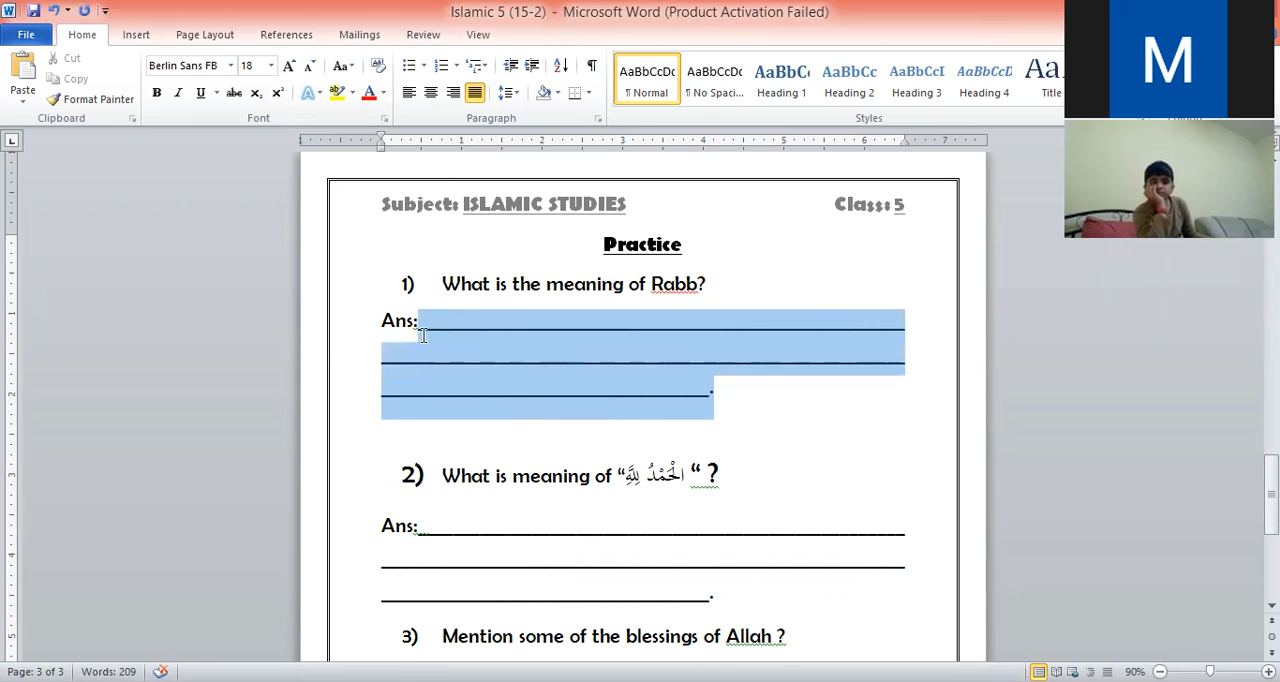 Islamic 5 (15-2) - Microsoft Word (Product Activation Failed)
File Home Insert Page Layout References Mailings Review View
Paste Cut Copy Format Painter
Berlin Sans FB 18
AaBbCcDc AaBbCcDc AaBbCc AaBbCc AaBbCcI AaBbCcD
¶ Normal ¶ No Spaci... Heading 1 Heading 2 Heading 3 Heading 4 Title
Clipboard Font Paragraph Styles
M
Subject: ISLAMIC STUDIES Class: 5
Practice
1) What is the meaning of Rabb?
Ans:
2) What is meaning of “الْحَمْدُ لِلَّهِ “ ?
Ans:
3) Mention some of the blessings of Allah ?
Page: 3 of 3 Words: 209 90%